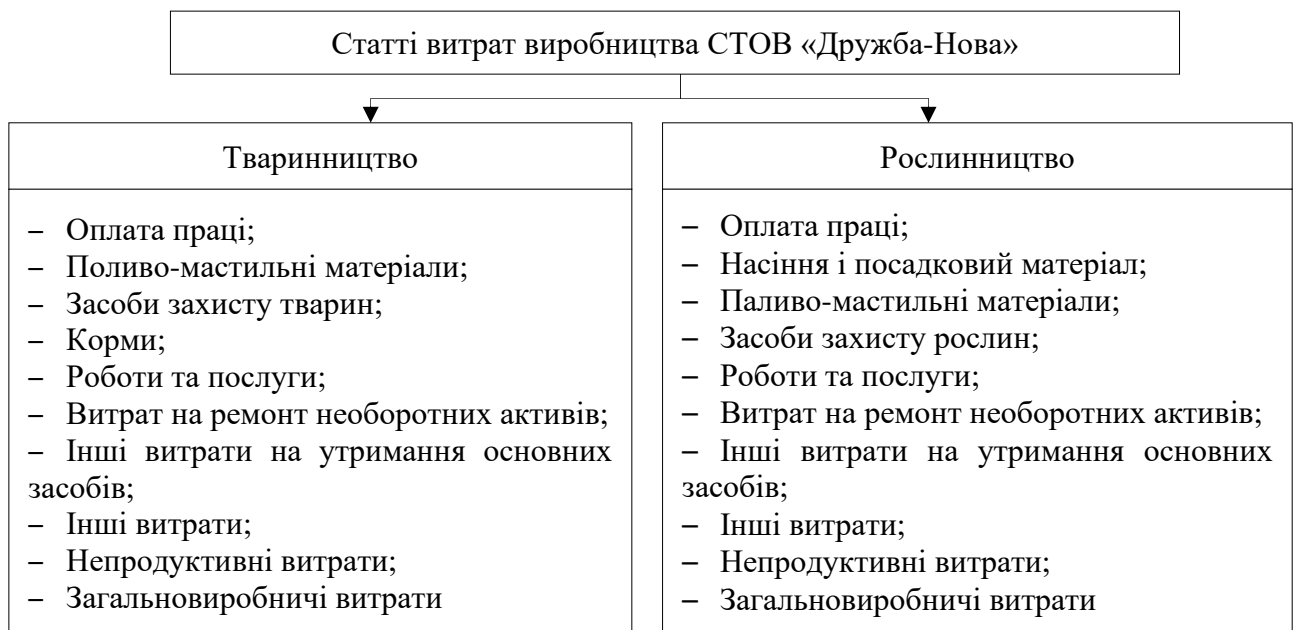 Статті витрат виробництва СТОВ «Дружба-Нова»
Тваринництво
– Оплата праці;
– Поливо-мастильні матеріали;
– Засоби захисту тварин;
– Корми;
– Роботи та послуги;
– Витрат на ремонт необоротних активів;
– Інші витрати на утримання основних
засобів;
– Інші витрати;
– Непродуктивні витрати;
– Загальновиробничі витрати
Рослинництво
– Оплата праці;
– Насіння і посадковий матеріал;
– Паливо-мастильні матеріали;
– Засоби захисту рослин;
– Роботи та послуги;
– Витрат на ремонт необоротних активів;
– Інші витрати на утримання основних
засобів;
– Інші витрати;
– Непродуктивні витрати;
– Загальновиробничі витрати